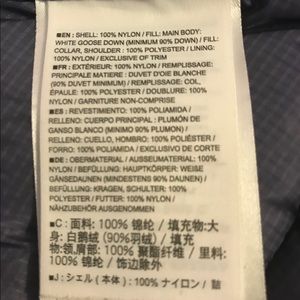 ■EN: SHELL: 100% NYLON / FILL: MAIN BODY:
WHITE GOOSE DOWN (MINIMUM 90% DOWN) / FILL:
COLLAR, SHOULDER : 100% POLYESTER / LINING:
100% NYLON / EXCLUSIVE OF TRIM
■FR : EXTÉRIEUR: 100% NYLON / REMPLISSAGE:
PRINCIPALE MATIERE : DUVET D'OIE BLANCHE
(90% MINIMUM DE DUVET) / REMPLISSAGE: COL,
ÉPAULE : 100% POLYESTER / DOUBLURE: 100%
NYLON / GARNITURE NON-COMPRISE
■ES : REVESTIMIENTO: 100% POLIAMIDA /
RELLENO: CUERPO PRINCIPAL : PLUMÓN DE
GANSO BLANCO (MINIMO 90% PLUMÓN) /
RELLENO: CUELLO, HOMBRO: 100% POLIÉSTER /
FORRO: 100% POLIAMIDA / EXCLUSIVO DE CORTE
■DE : OBERMATERIAL / AUSSEUMATERIAL: 100%
NYLON / BEFÜLLUNG: HAUPTKÖRPER: WEIßE
GÄNSEDAUNEN (MINDESTENS 90% DAUNEN) /
BEFÜLLUNG: KRAGEN, SCHULTER: 100%
POLYESTER / FUTTER: 100% NYLON /
NÄHZUBEHÖR AUSGENOMMEN
■C : 面料: 100% 锦纶 / 填充物:大
身: 白鹅绒 (90%羽绒) / 填充
物:领,肩部: 100% 聚酯纤维 / 里料:
100% 锦纶 / 饰边除外
■J : シェル (本体) : 100% ナイロン / 詰